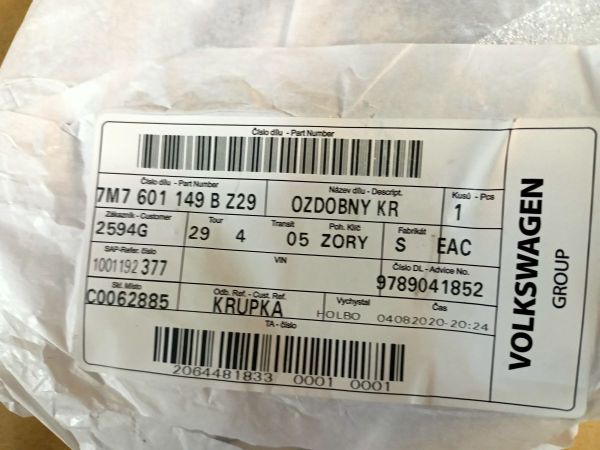 Číslo dílu - Part Number
Číslo dílu - Part Number
7M7 601 149 B Z29
Název dílu - Descript.
OZDOBNY KR
Kusů - Pcs
1
Zákazník - Customer
2594G
Tour
29 4
Transit
05
Poh. Klíč
ZORY
Fabrikát
S
EAC
SAP-Refer. číslo
1001192377
VIN
Číslo DL - Advice No.
9789041852
Skl. Místo
C0062885
Odb. Ref. - Cust. Ref.
KRUPKA
Vychystal
HOLBO
Čas
04082020-20:24
TA - číslo
2064481833 0001 0001
VOLKSWAGEN
GROUP